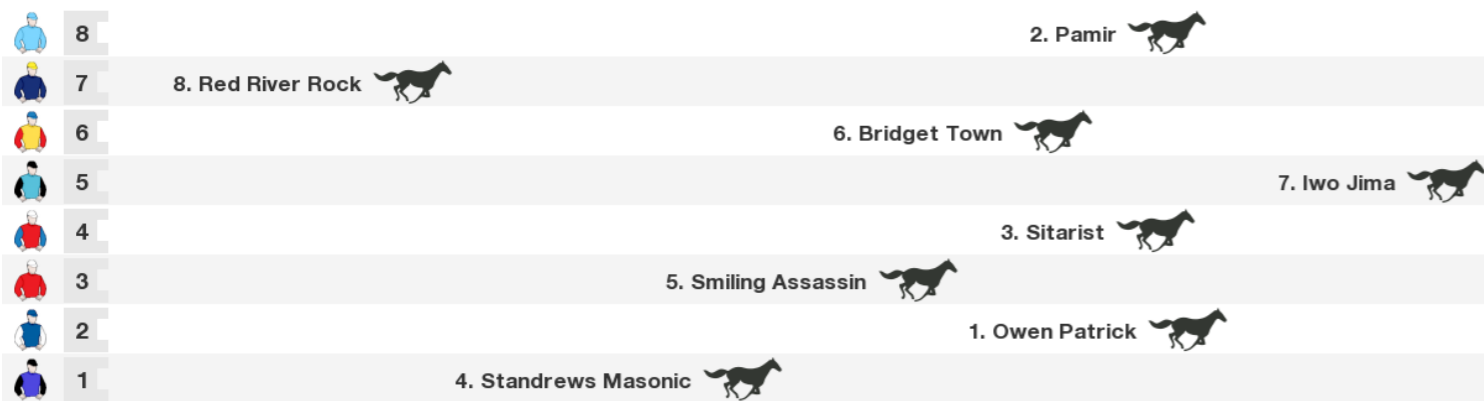 8 2. Pamir
7 8. Red River Rock
6 6. Bridget Town
5 7. Iwo Jima
4 3. Sitarist
3 5. Smiling Assassin
2 1. Owen Patrick
1 4. Standrews Masonic